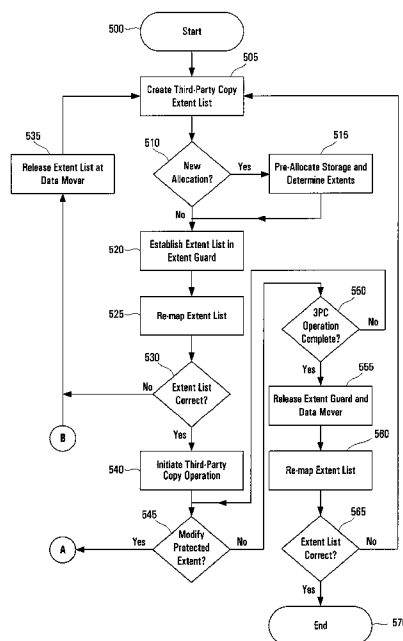 500
Start
505
Create Third-Party Copy
Extent List
535
Release Extent List at
Data Mover
510
New
Allocation?
Yes
No
515
Pre-Allocate Storage and
Determine Extents
520
Establish Extent List in
Extent Guard
525
Re-map Extent List
530
Extent List
Correct?
No
Yes
B
540
Initiate Third-Party
Copy Operation
545
Modify
Protected
Extent?
Yes
No
A
550
3PC
Operation
Complete?
No
Yes
555
Release Extent Guard and
Data Mover
560
Re-map Extent List
565
Extent List
Correct?
No
Yes
End
570